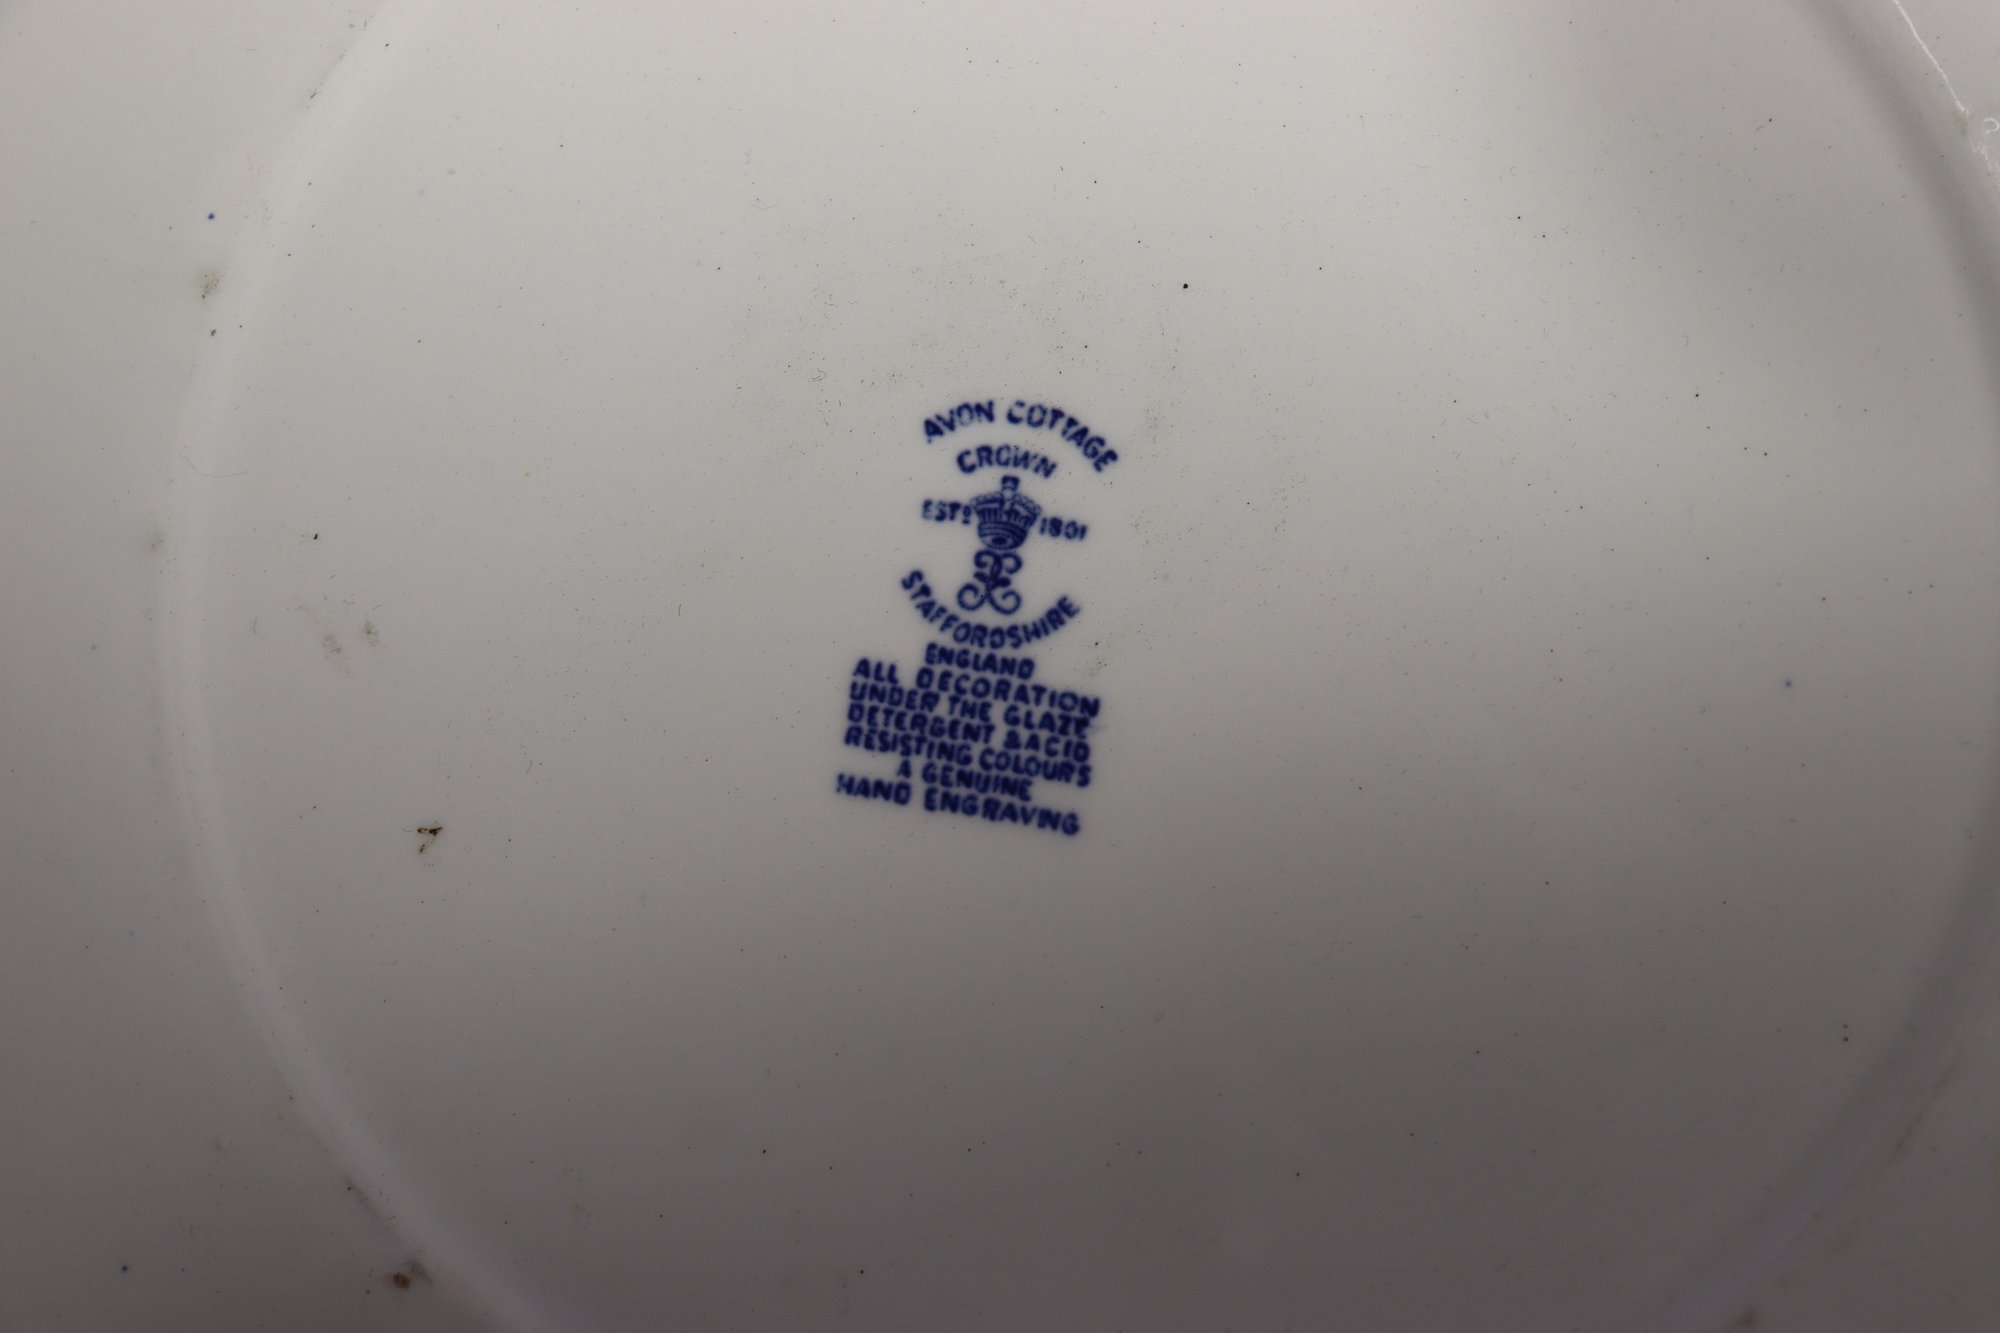 AVON COTTAGE
CROWN
ESTD 1801
STAFFORDSHIRE
ENGLAND
ALL DECORATION
UNDER THE GLAZE
DETERGENT & ACID
RESISTING COLOURS
A GENUINE
HAND ENGRAVING